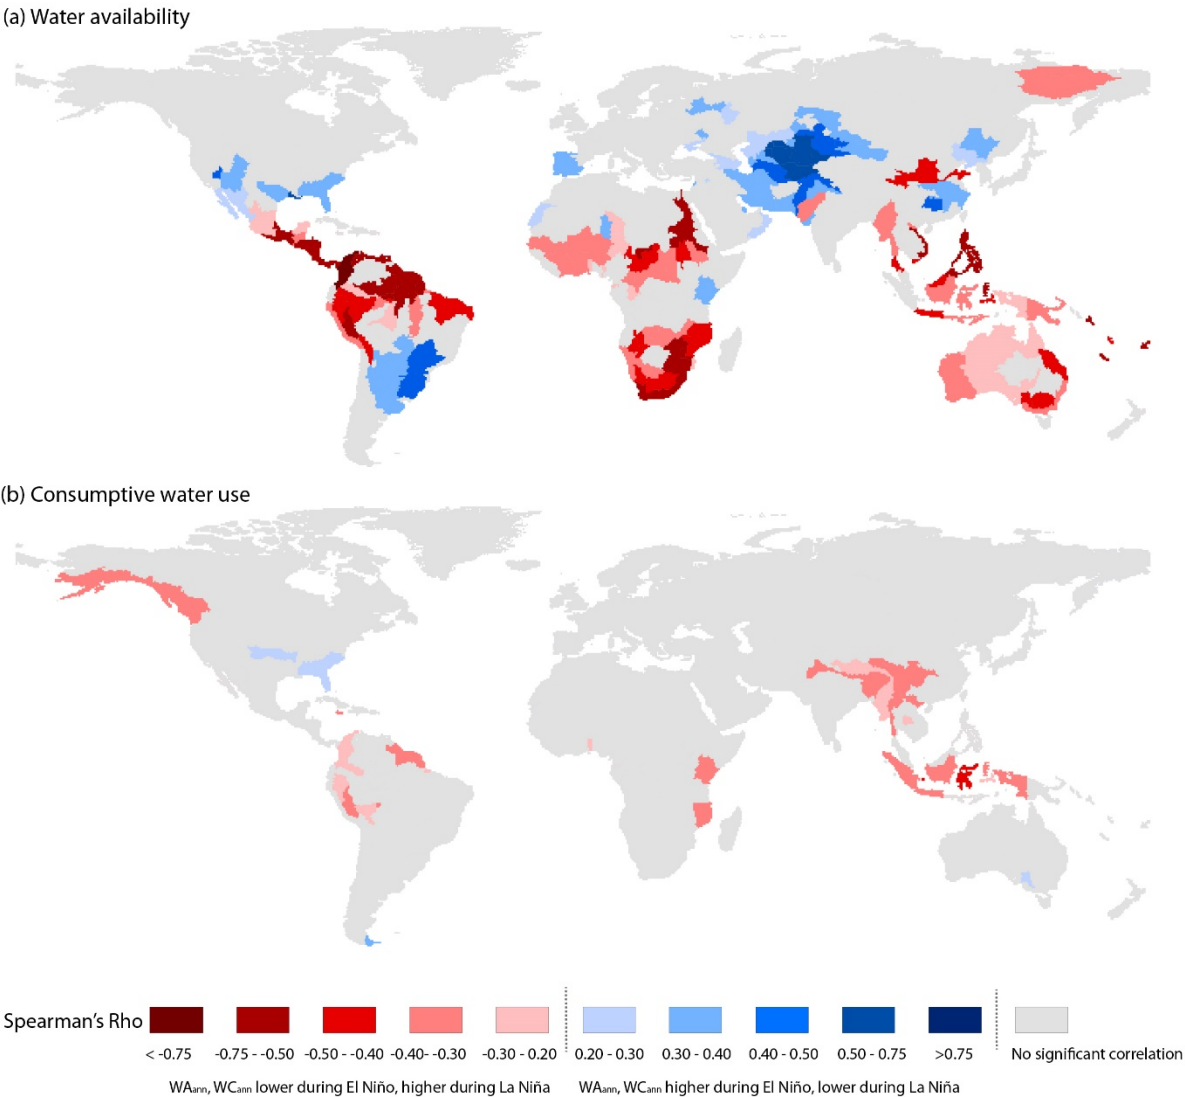 (a) Water availability
(b) Consumptive water use
Spearman's Rho
< -0.75 -0.75 - -0.50 -0.50 - -0.40 -0.40- -0.30 -0.30 - 0.20 0.20 - 0.30 0.30 - 0.40 0.40 - 0.50 0.50 - 0.75 >0.75 No significant correlation
WAann, WCann lower during El Niño, higher during La Niña WAann, WCann higher during El Niño, lower during La Niña